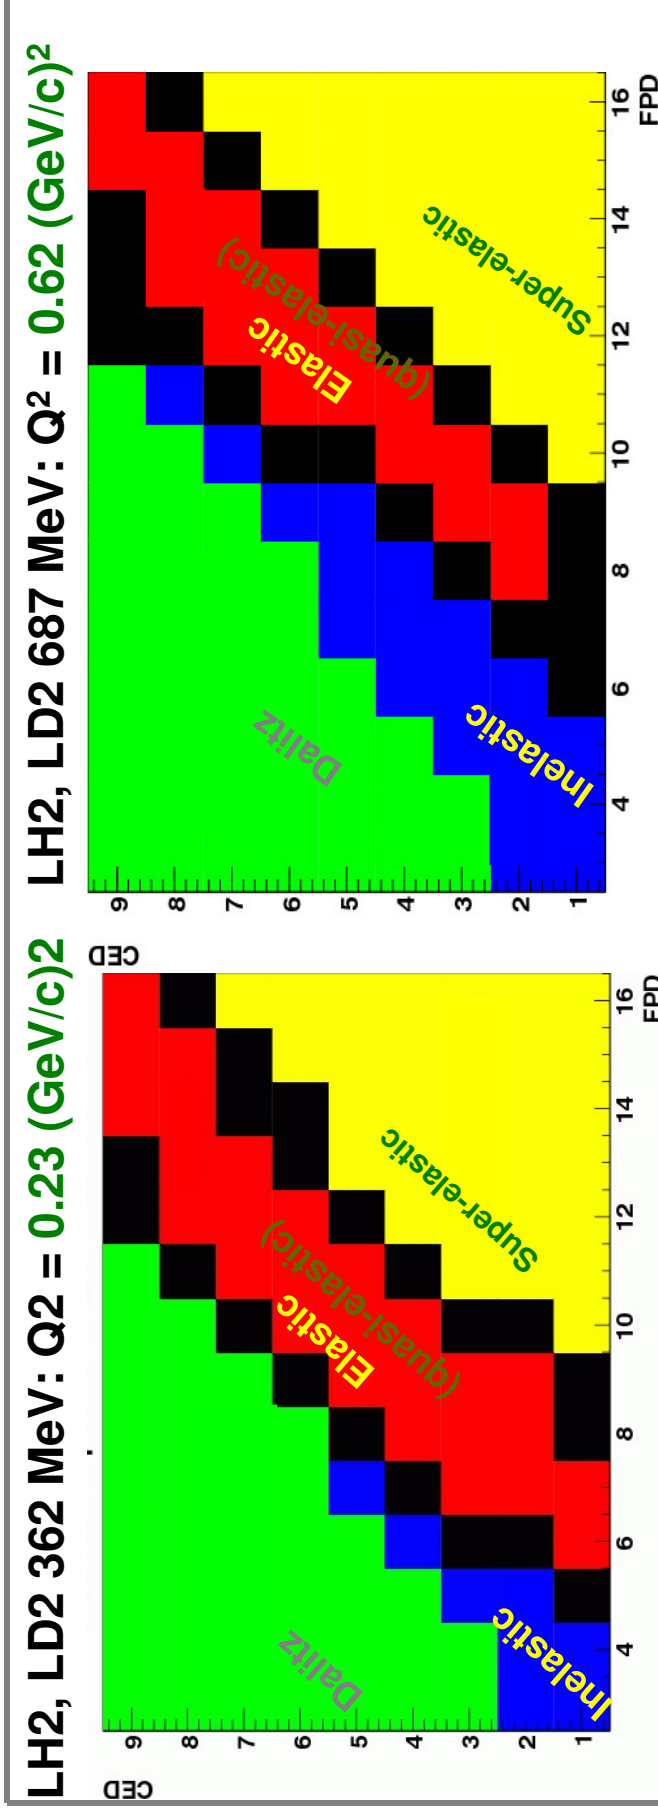 LH2, LD2 362 MeV: Q2 = 0.23 (GeV/c)2
CED
9
8
7
6
5
4
3
2
1
Dalitz
Elastic
(quasi-elastic)
Super-elastic
Inelastic
4
6
8
10
12
14
16
FPD
LH2, LD2 687 MeV: Q² = 0.62 (GeV/c)²
CED
9
8
7
6
5
4
3
2
1
Dalitz
Elastic
(quasi-elastic)
Super-elastic
Inelastic
4
6
8
10
12
14
16
FPD